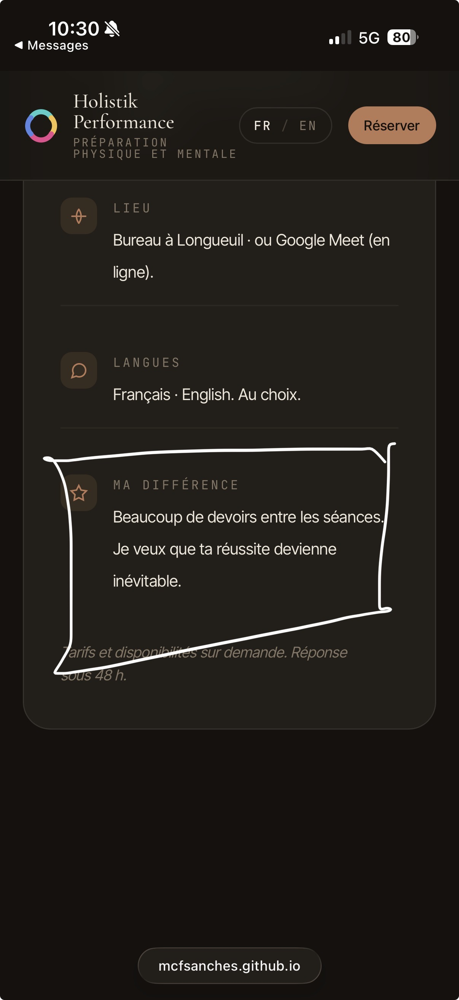 10:30
Messages
5G
80
Holistik
Performance
PRÉPARATION
PHYSIQUE ET MENTALE
FR / EN
Réserver
LIEU
Bureau à Longueuil · ou Google Meet (en
ligne).
LANGUES
Français · English. Au choix.
MA DIFFÉRENCE
Beaucoup de devoirs entre les séances.
Je veux que ta réussite devienne
inévitable.
Tarifs et disponibilités sur demande. Réponse
sous 48 h.
mcfsanches.github.io